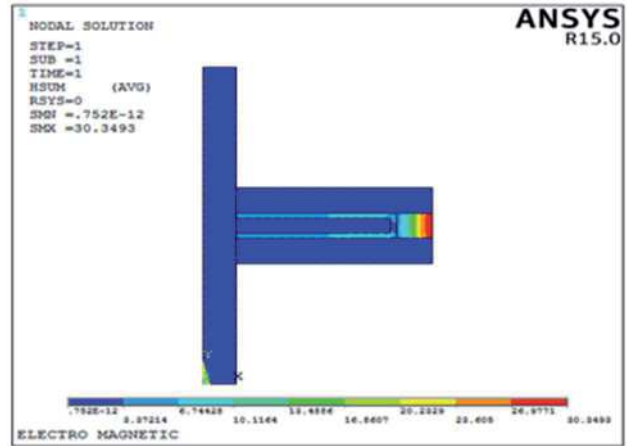 1
NODAL SOLUTION
ANSYS
R15.0
STEP=1
SUB =1
TIME=1
HSUM (AVG)
RSYS=0
SMN =.752E-12
SMX =30.3493
X
.752E-12 6.74428 13.4886 20.2329 26.9771
3.37214 10.1164 16.8607 23.605 30.3493
ELECTRO MAGNETIC